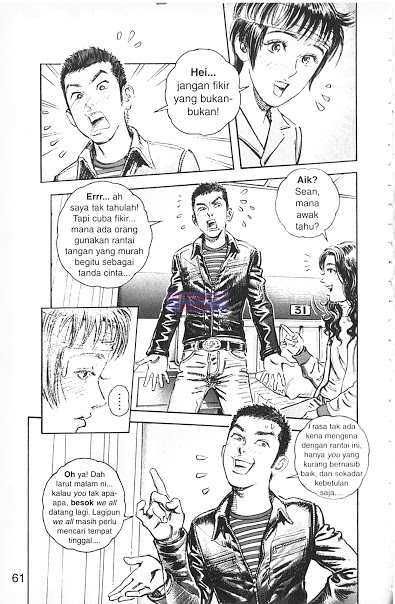 Hei...
jangan fikir
yang bukan-
bukan!
Aik?
Sean,
mana
awak
tahu?
Errr... ah
saya tak tahulah!
Tapi cuba fikir...
mana ada orang
gunakan rantai
tangan yang murah
begitu sebagai
tanda cinta...
31
....
I rasa tak ada
kena mengena
dengan rantai ini,
hanya you yang
kurang bernasib
baik, dan sekadar
kebetulan
saja....
Oh ya! Dah
larut malam ni...
kalau you tak apa-
apa, besok we all
datang lagi. Lagipun
we all masih perlu
mencari tempat
tinggal....
61